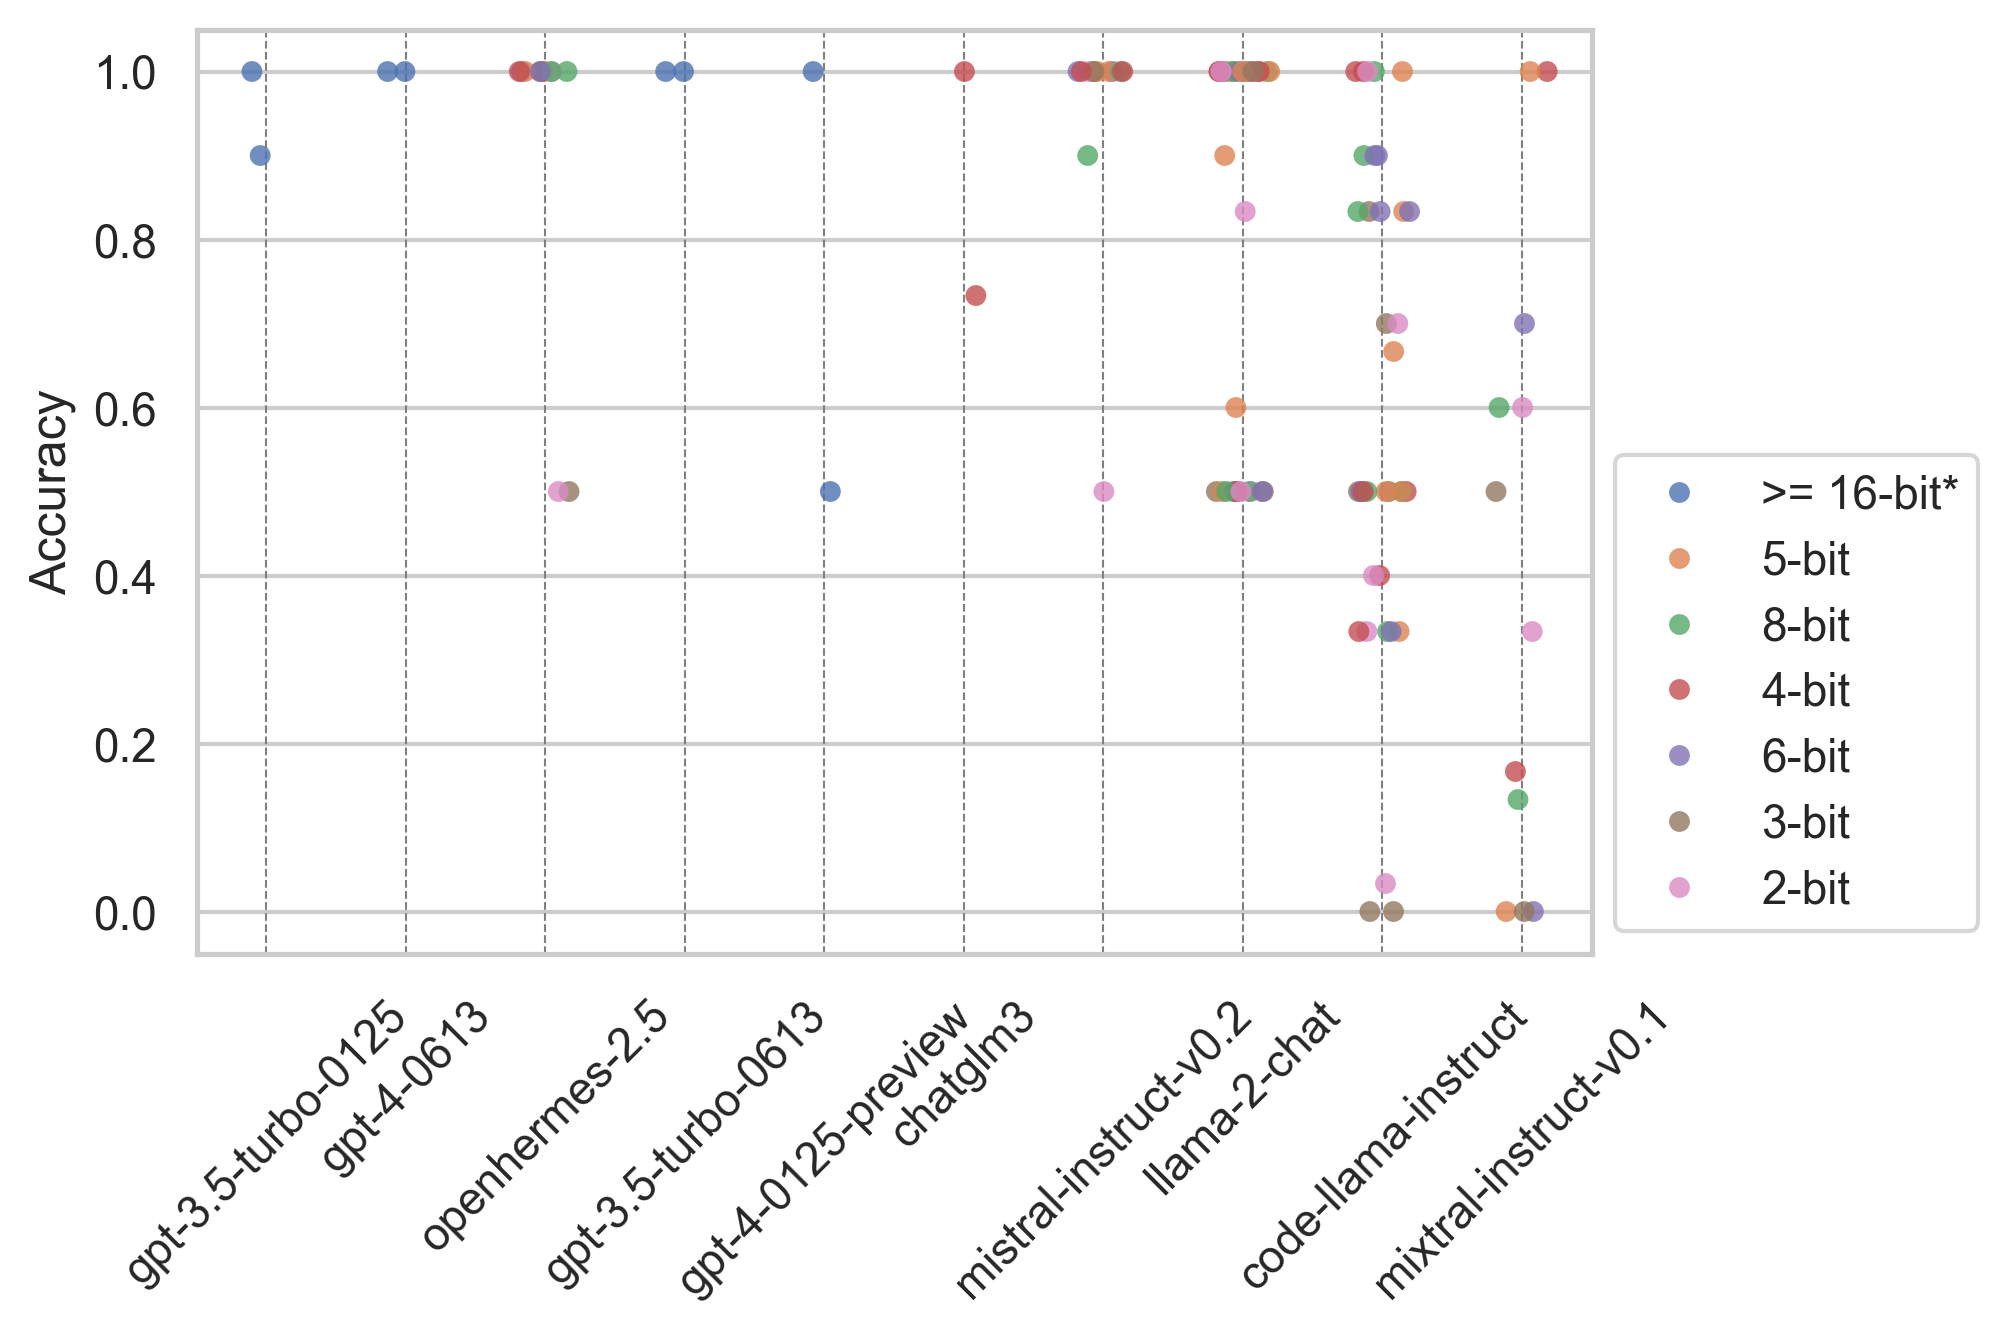 1.0
0.8
0.6
0.4
0.2
0.0
Accuracy
gpt-3.5-turbo-0125
gpt-4-0613
openhermes-2.5
gpt-3.5-turbo-0613
gpt-4-0125-preview
chatglm3
mistral-instruct-v0.2
llama-2-chat
code-llama-instruct
mixtral-instruct-v0.1
>= 16-bit*
5-bit
8-bit
4-bit
6-bit
3-bit
2-bit